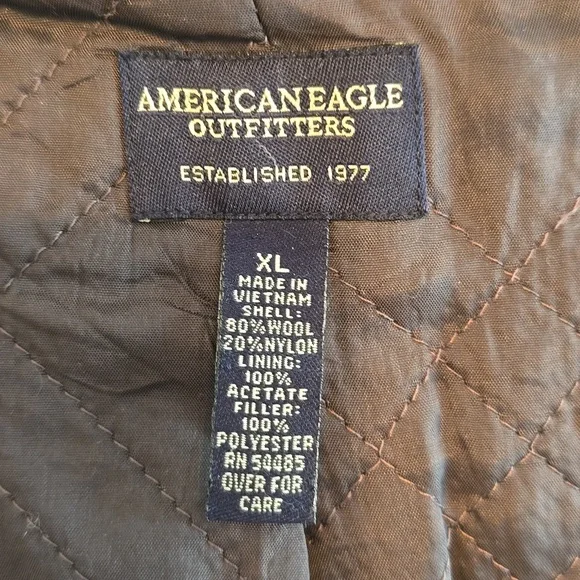 AMERICAN EAGLE
OUTFITTERS
ESTABLISHED 1977
XL
MADE IN
VIETNAM
SHELL:
80%WOOL
20%NYLON
LINING:
100%
ACETATE
FILLER:
100%
POLYESTER
RN 54485
OVER FOR
CARE